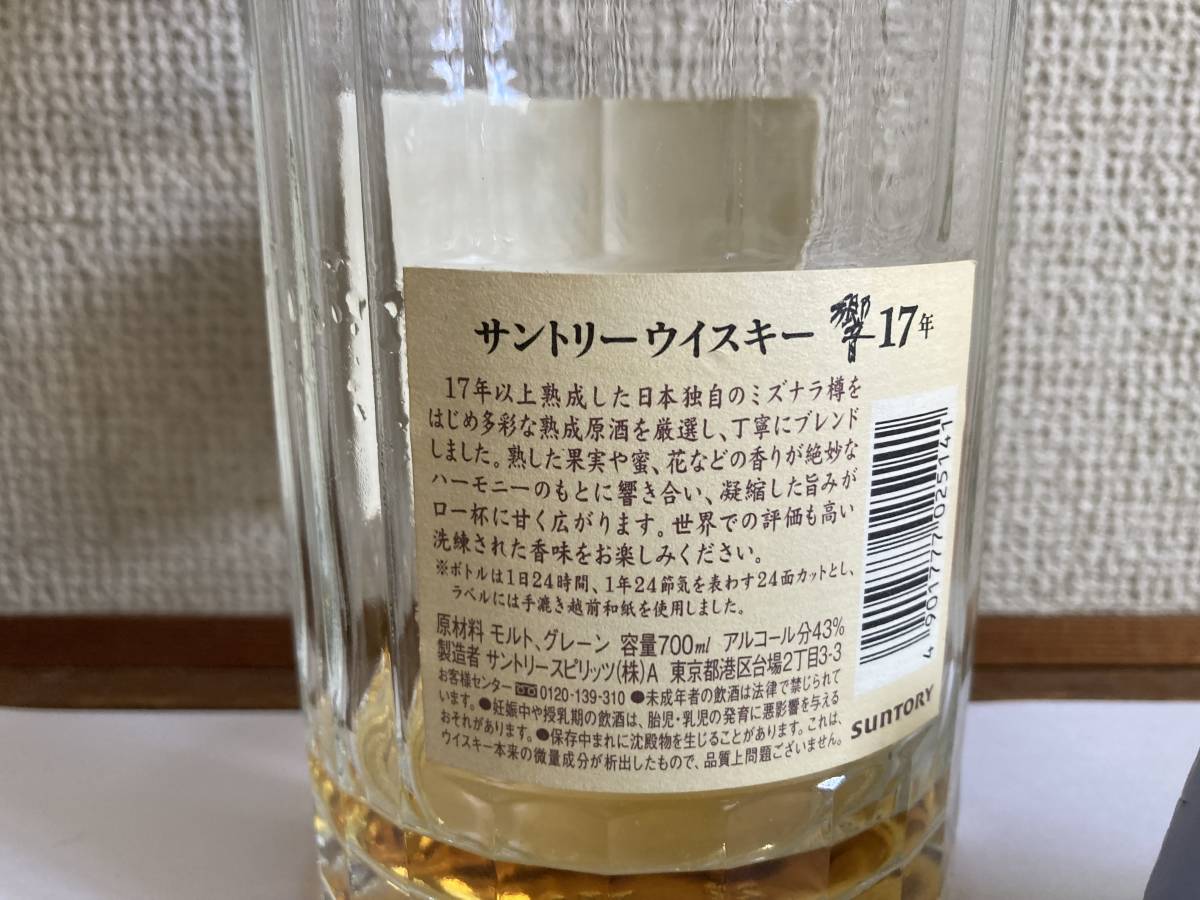 サントリーウイスキー 響 17年
17年以上熟成した日本独自のミズナラ樽を
はじめ多彩な熟成原酒を厳選し、丁寧にブレンド
しました。熟した果実や蜜、花などの香りが絶妙な
ハーモニーのもとに響き合い、凝縮した旨みが
口一杯に甘く広がります。世界での評価も高い
洗練された香味をお楽しみください。
※ボトルは1日24時間、1年24節気を表わす24面カットとし、
ラベルには手漉き越前和紙を使用しました。
原材料 モルト、グレーン 容量700ml アルコール分43%
製造者 サントリースピリッツ(株)A 東京都港区台場2丁目3-3
お客様センター 0120-139-310 ●未成年者の飲酒は法律で禁じられて
います。●妊娠中や授乳期の飲酒は、胎児・乳児の発育に悪影響を与える
おそれがあります。●保存中まれに沈殿物を生じることがあります。これは、
ウイスキー本来の微量成分が析出したもので、品質上問題ございません。
4 901777 025141
SUNTORY